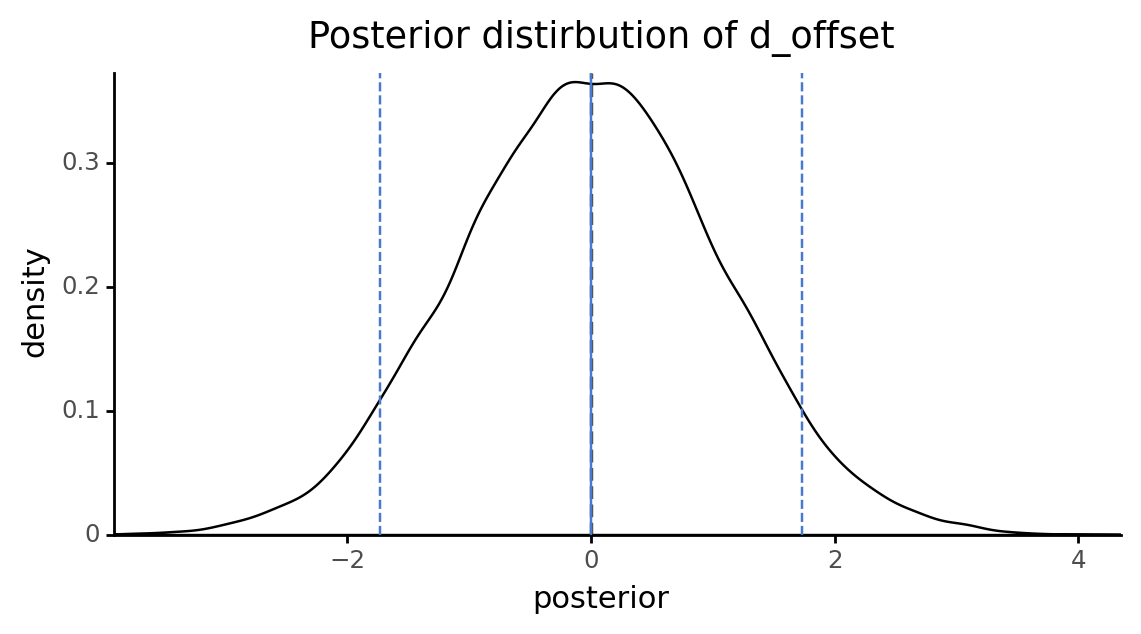 Posterior distirbution of d_offset
density
0.3
0.2
0.1
0
−2
0
2
4
posterior